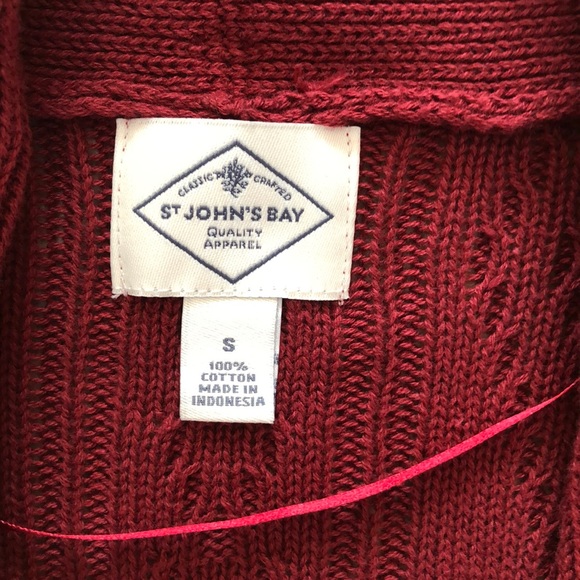 CLASSIC CRAFTED
ST JOHN'S BAY
QUALITY
APPAREL
S
100%
COTTON
MADE IN
INDONESIA